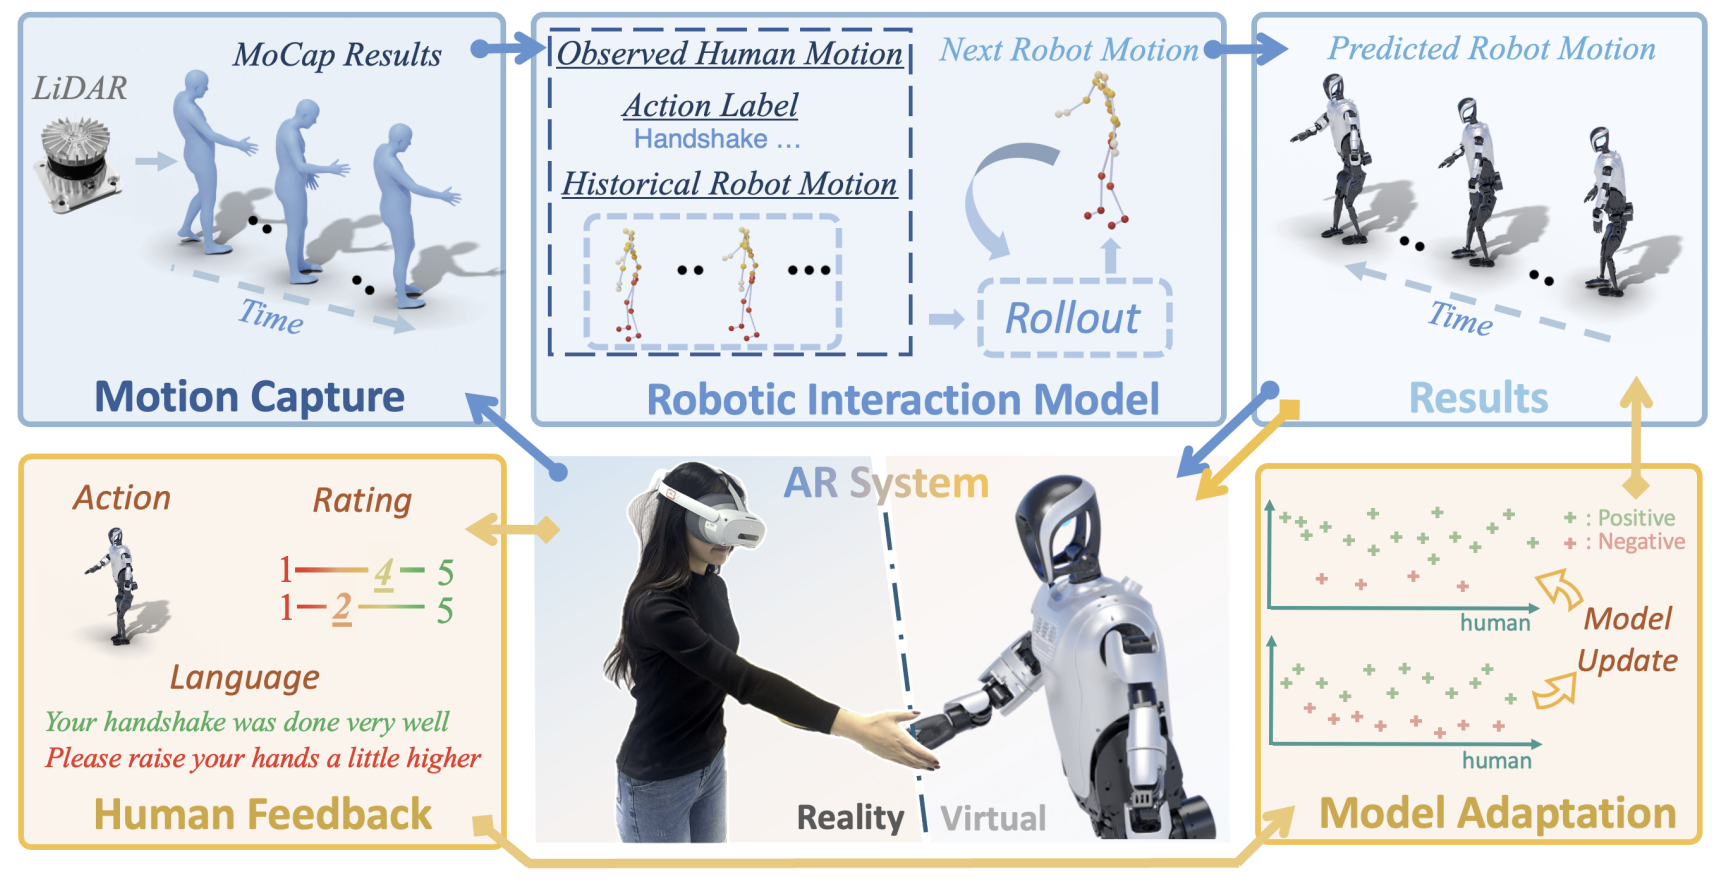 MoCap Results
LiDAR
Time
Motion Capture
Observed Human Motion
Action Label
Handshake ...
Historical Robot Motion
Next Robot Motion
Rollout
Robotic Interaction Model
Predicted Robot Motion
Time
Results
Action
Rating
1 4 5
1 2 5
Language
Your handshake was done very well
Please raise your hands a little higher
Human Feedback
AR System
Reality
Virtual
+ : Positive
+ : Negative
human
Model
Update
human
Model Adaptation